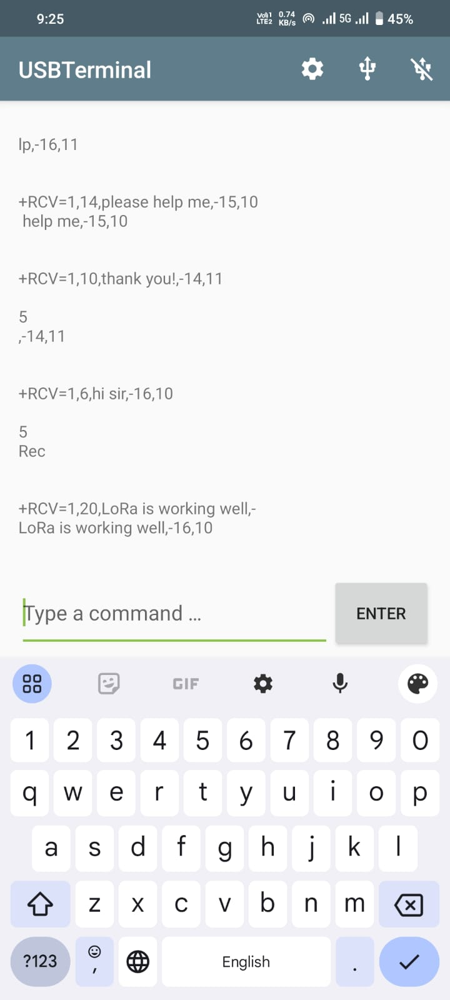 9:25
Vo)) 1
LTE2
0.74
KB/s
5G
45%
USBTerminal
lp,-16,11
+RCV=1,14,please help me,-15,10
help me,-15,10
+RCV=1,10,thank you!,-14,11
5
,-14,11
+RCV=1,6,hi sir,-16,10
5
Rec
+RCV=1,20,LoRa is working well,-
LoRa is working well,-16,10
Type a command ...
ENTER
GIF
1 2 3 4 5 6 7 8 9 0
q w e r t y u i o p
a s d f g h j k l
z x c v b n m
?123 , English .